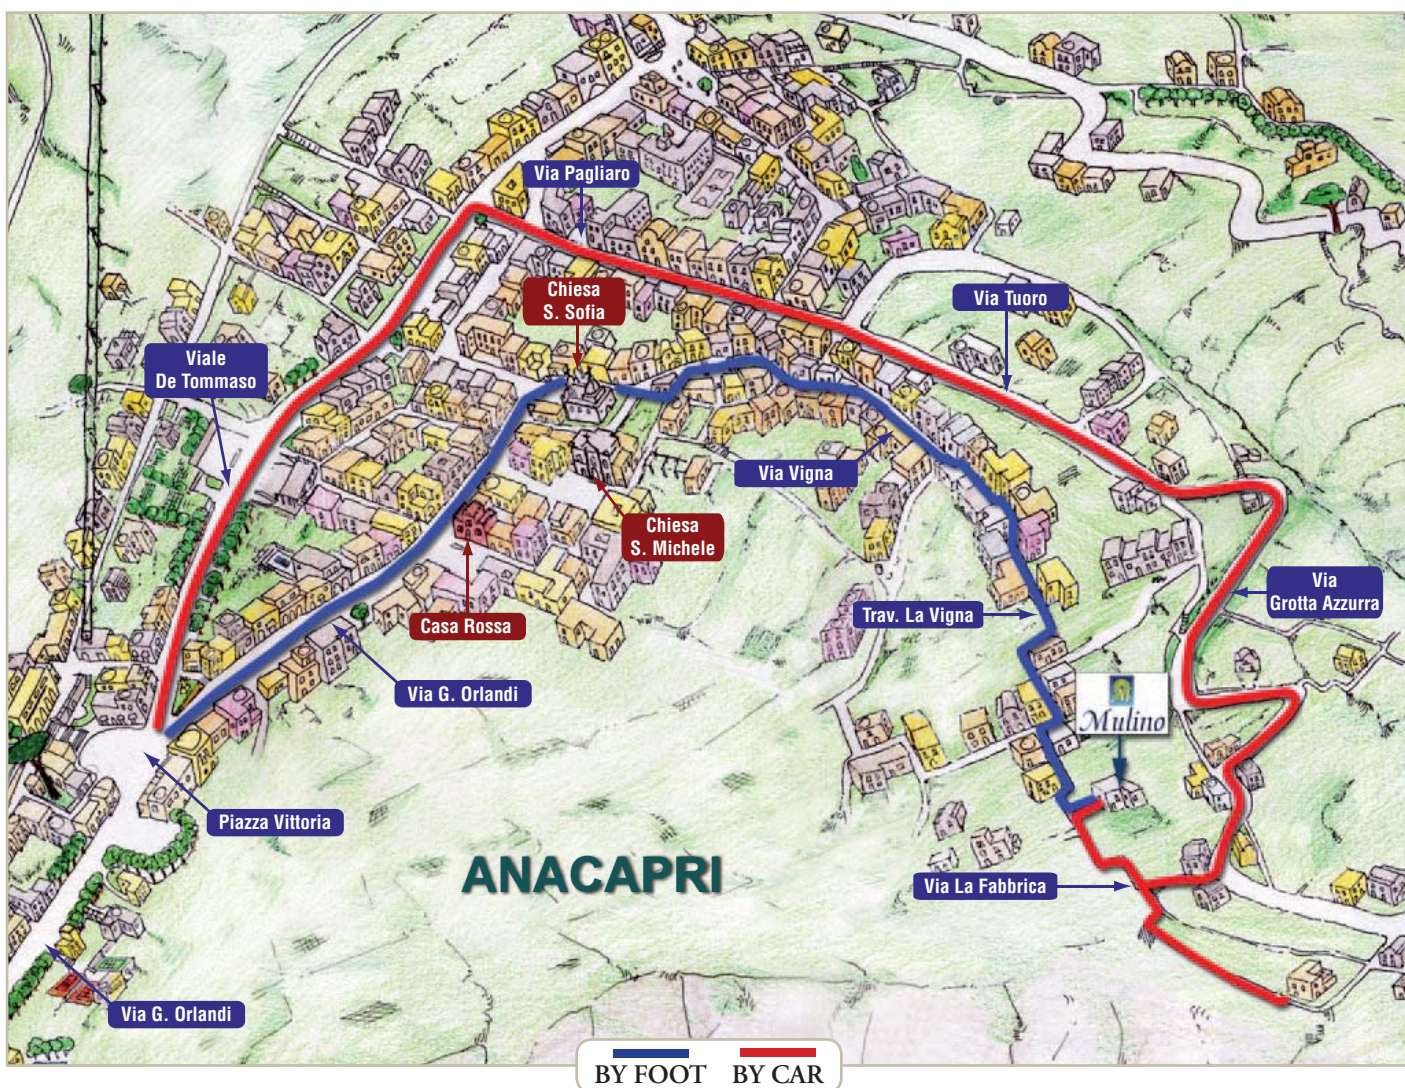 Via Pagliaro
Chiesa
S. Sofia
Via Tuoro
Viale
De Tommaso
Via Vigna
Chiesa
S. Michele
Via
Grotta Azzurra
Casa Rossa
Trav. La Vigna
Via G. Orlandi
Mulino
Piazza Vittoria
ANACAPRI
Via La Fabbrica
Via G. Orlandi
BY FOOT
BY CAR